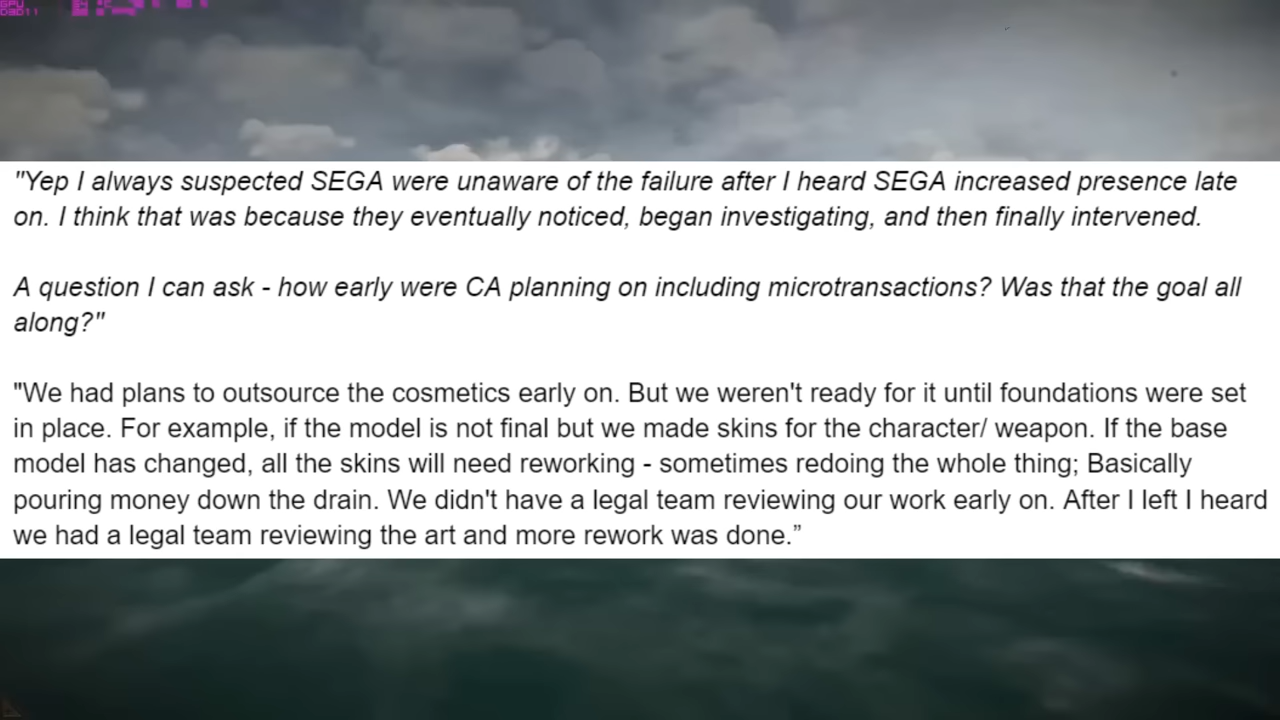 GPU
D3D11
"Yep I always suspected SEGA were unaware of the failure after I heard SEGA increased presence late
on. I think that was because they eventually noticed, began investigating, and then finally intervened.
A question I can ask - how early were CA planning on including microtransactions? Was that the goal all
along?"
"We had plans to outsource the cosmetics early on. But we weren't ready for it until foundations were set
in place. For example, if the model is not final but we made skins for the character/ weapon. If the base
model has changed, all the skins will need reworking - sometimes redoing the whole thing; Basically
pouring money down the drain. We didn't have a legal team reviewing our work early on. After I left I heard
we had a legal team reviewing the art and more rework was done.”